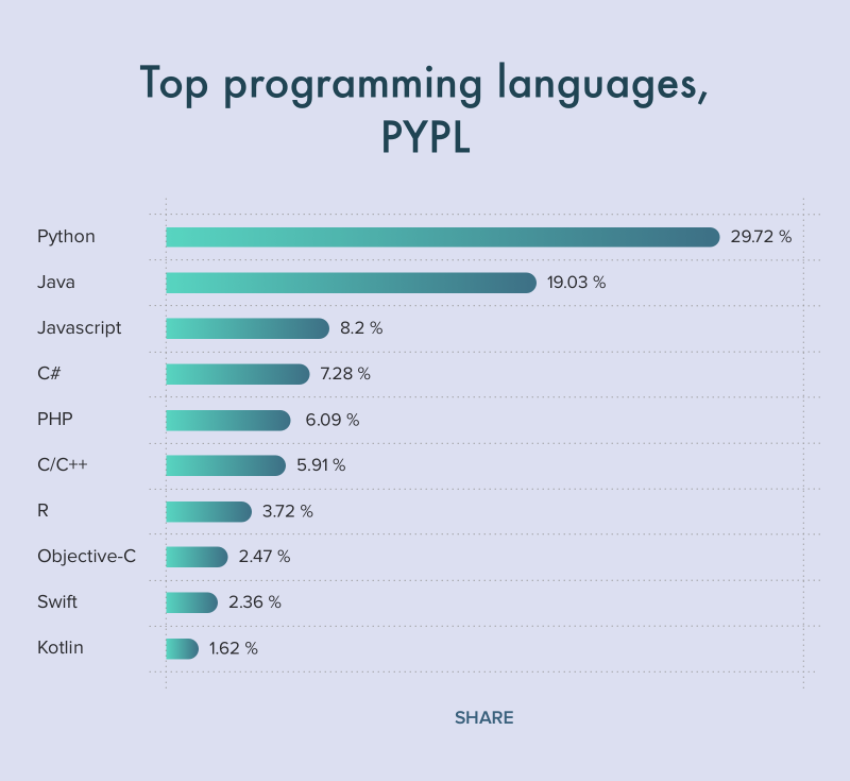 Top programming languages,
PYPL
Python 29.72 %
Java 19.03 %
Javascript 8.2 %
C# 7.28 %
PHP 6.09 %
C/C++ 5.91 %
R 3.72 %
Objective-C 2.47 %
Swift 2.36 %
Kotlin 1.62 %
SHARE